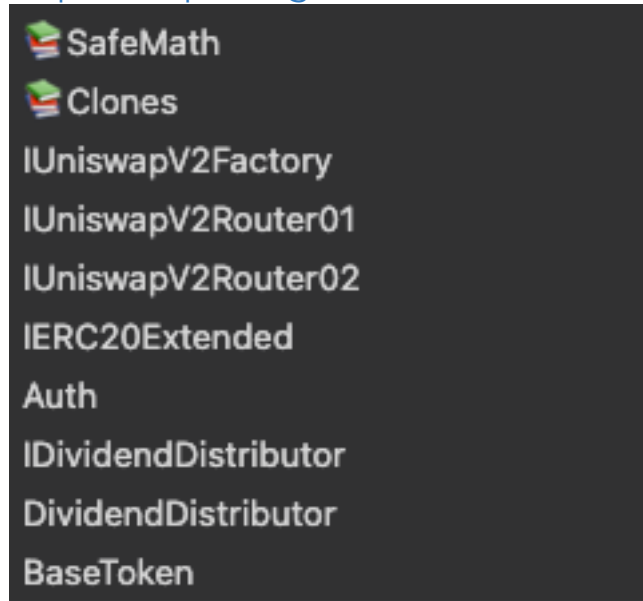 SafeMath
Clones
IUniswapV2Factory
IUniswapV2Router01
IUniswapV2Router02
IERC20Extended
Auth
IDividendDistributor
DividendDistributor
BaseToken